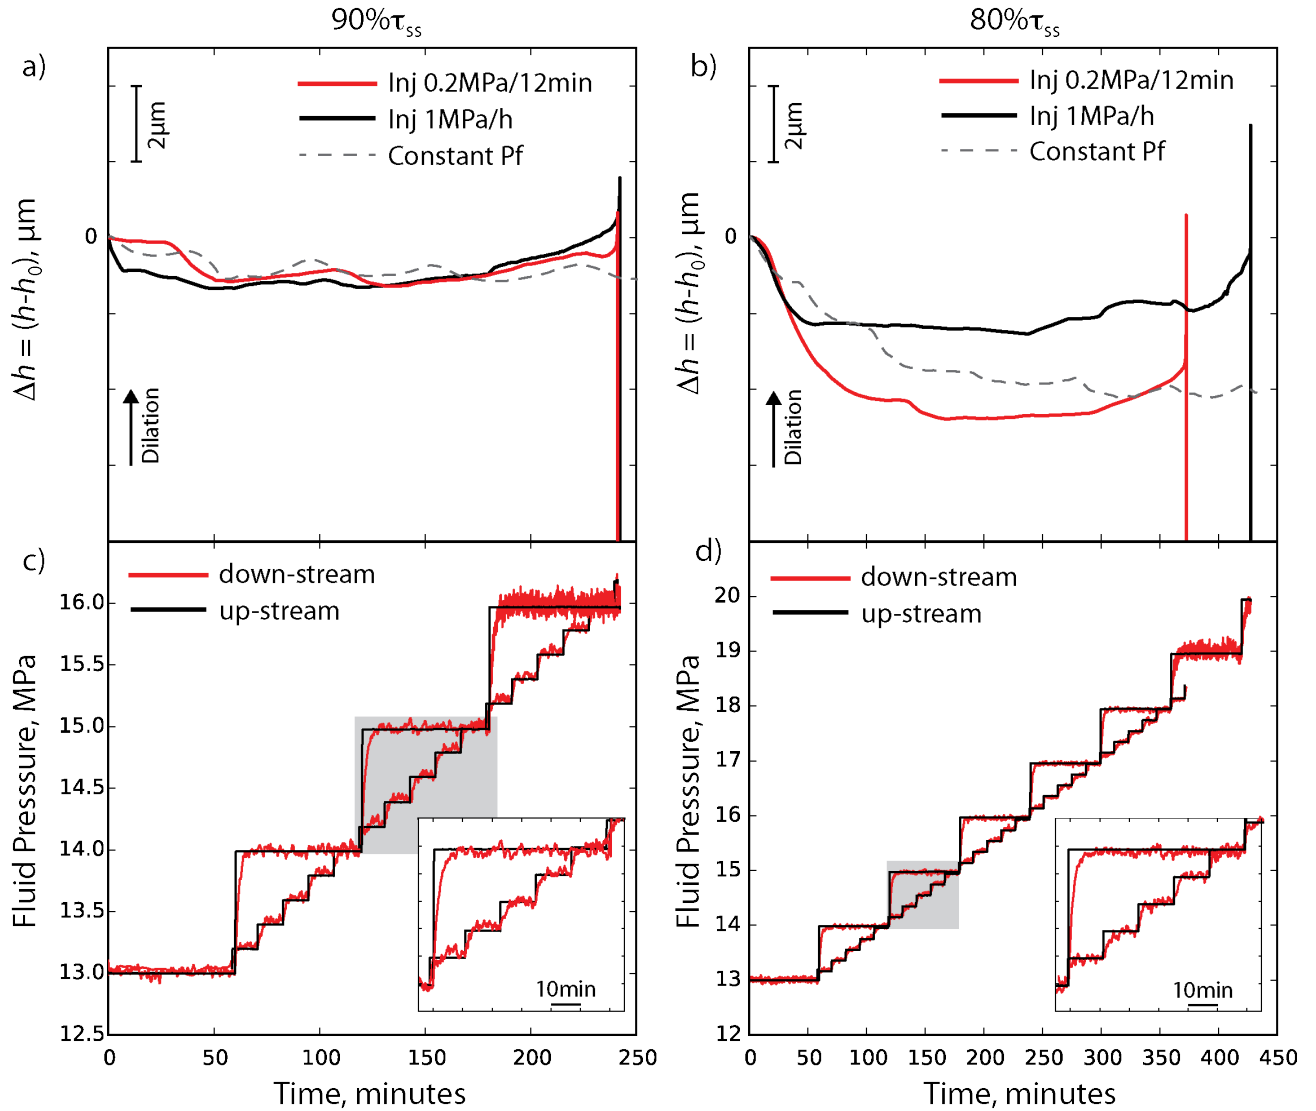 90%τss
80%τss
a)
Inj 0.2MPa/12min
Inj 1MPa/h
Constant Pf
2µm
0
Δh = (h-h0), µm
Dilation
b)
Inj 0.2MPa/12min
Inj 1MPa/h
Constant Pf
2µm
0
Δh = (h-h0), µm
Dilation
c)
down-stream
up-stream
16.0
15.5
15.0
14.5
14.0
13.5
13.0
12.5
Fluid Presssure, MPa
10min
0 50 100 150 200 250
Time, minutes
d)
down-stream
up-stream
20
19
18
17
16
15
14
13
12
Fluid Presssure, MPa
10min
0 50 100 150 200 250 300 350 400 450
Time, minutes